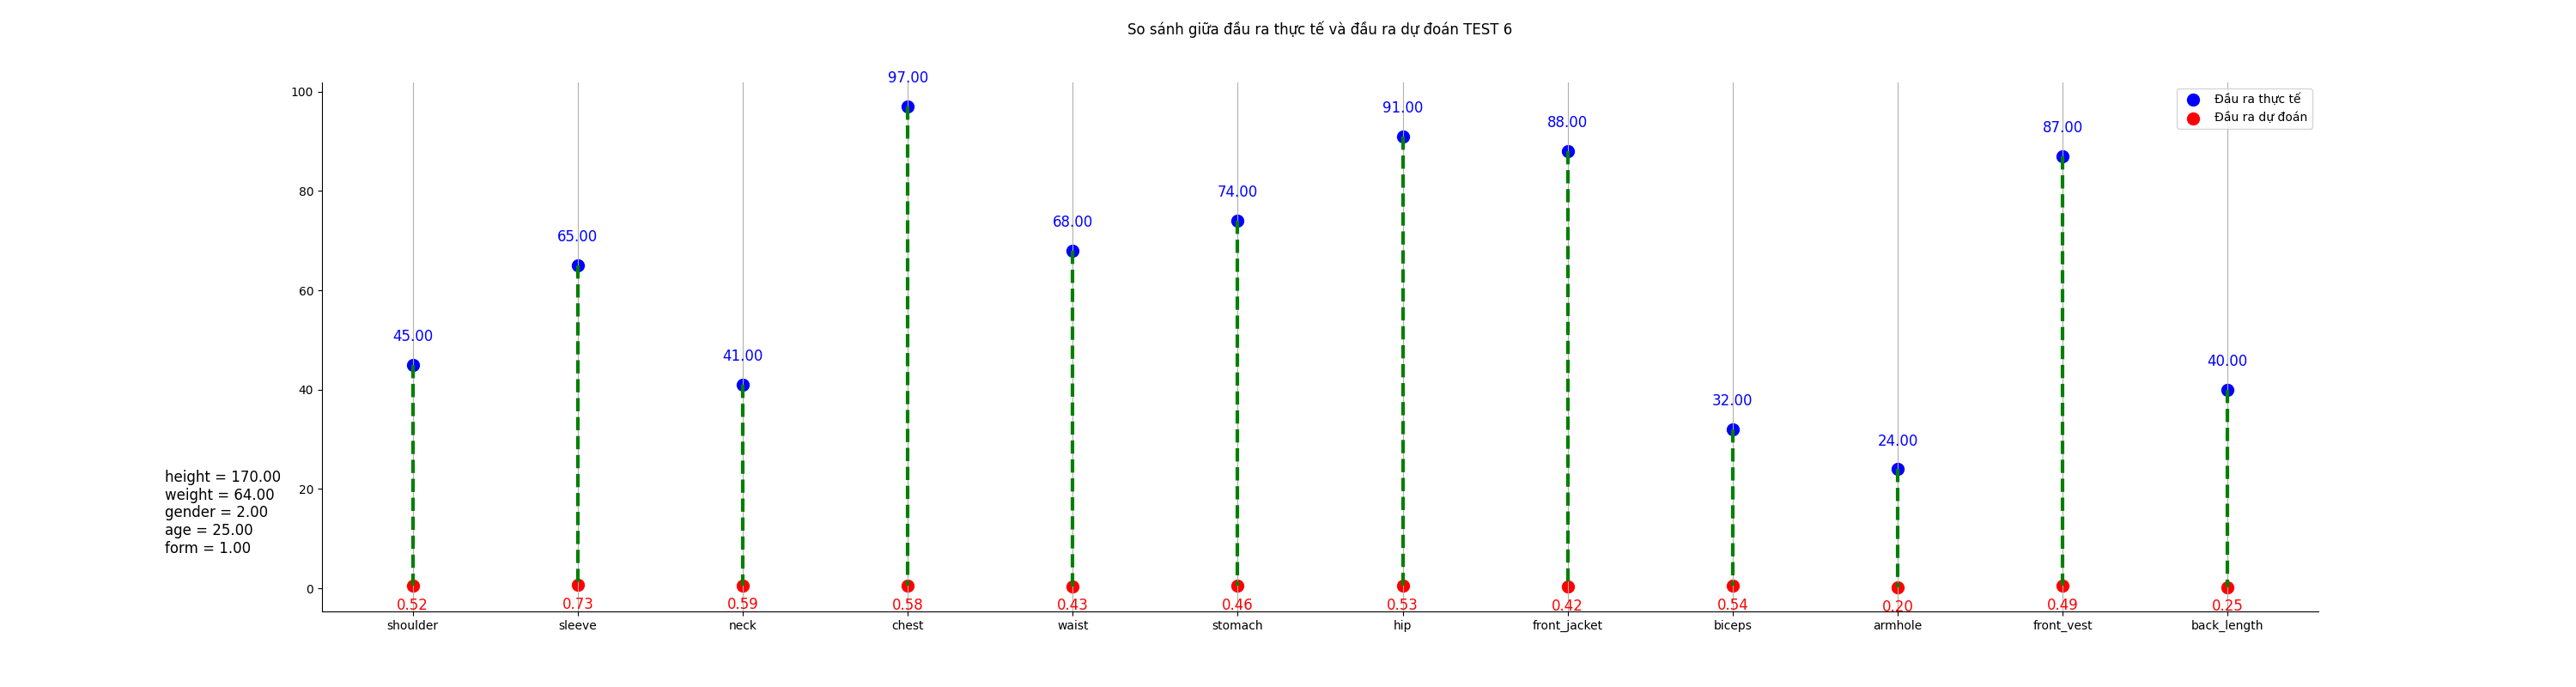 So sánh giữa đầu ra thực tế và đầu ra dự đoán TEST 6
Đầu ra thực tế
Đầu ra dự đoán
100
80
60
40
20
0
45.00
65.00
41.00
97.00
68.00
74.00
91.00
88.00
32.00
24.00
87.00
40.00
height = 170.00
weight = 64.00
gender = 2.00
age = 25.00
form = 1.00
0.52
0.73
0.59
0.58
0.43
0.46
0.53
0.42
0.54
0.20
0.49
0.25
shoulder
sleeve
neck
chest
waist
stomach
hip
front_jacket
biceps
armhole
front_vest
back_length